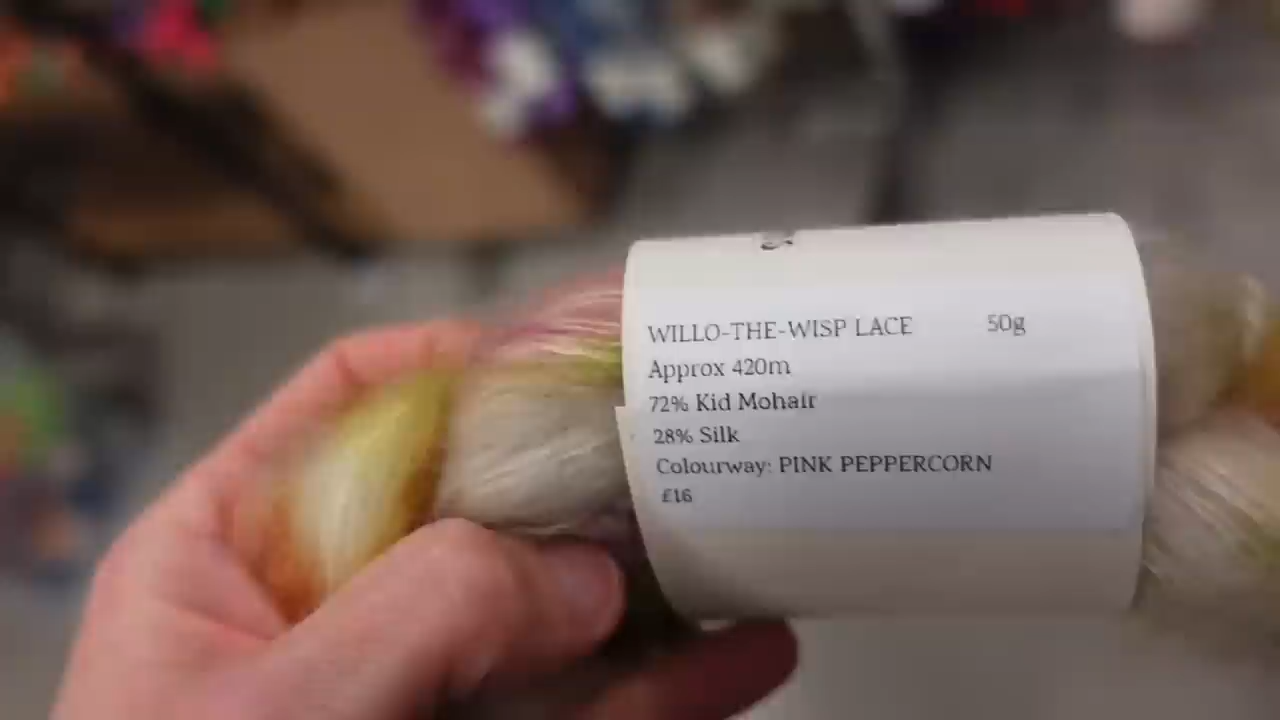 WILLO-THE-WISP LACE 50g
Approx 420m
72% Kid Mohair
28% Silk
Colourway: PINK PEPPERCORN
£16